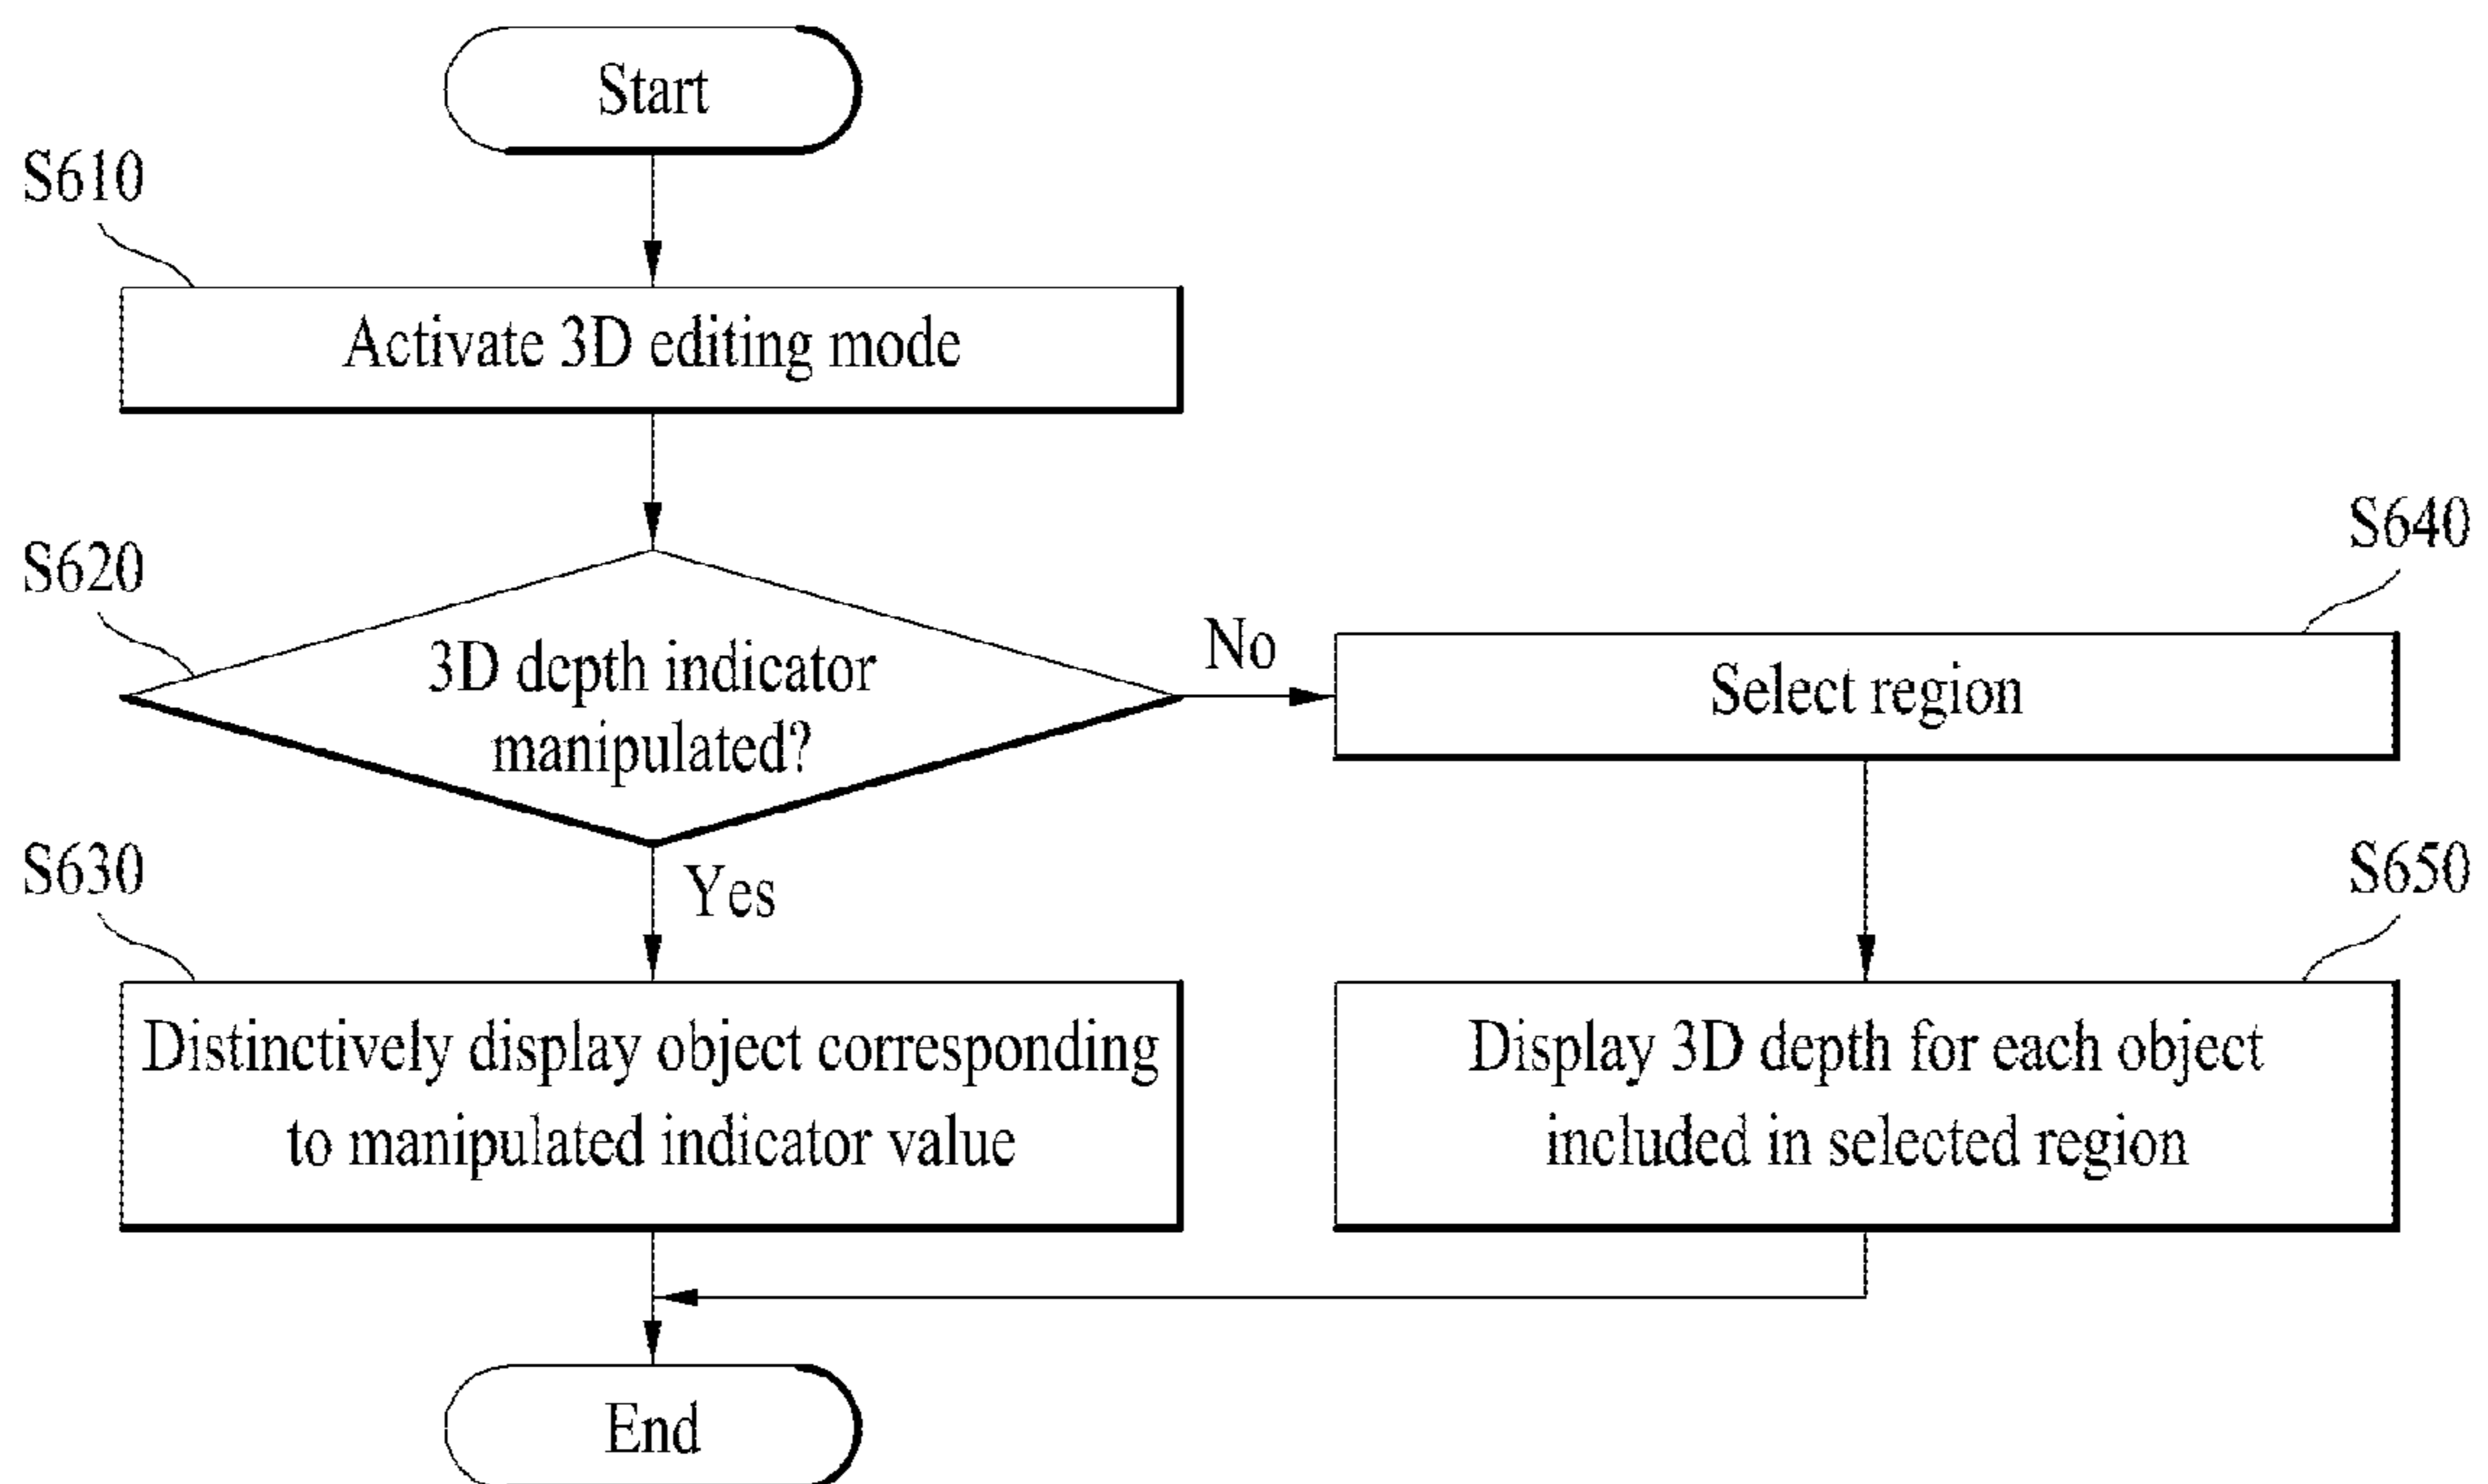 Start
S610
Activate 3D editing mode
S620
3D depth indicator
manipulated?
No
S640
Select region
Yes
S630
Distinctively display object corresponding
to manipulated indicator value
S650
Display 3D depth for each object
included in selected region
End